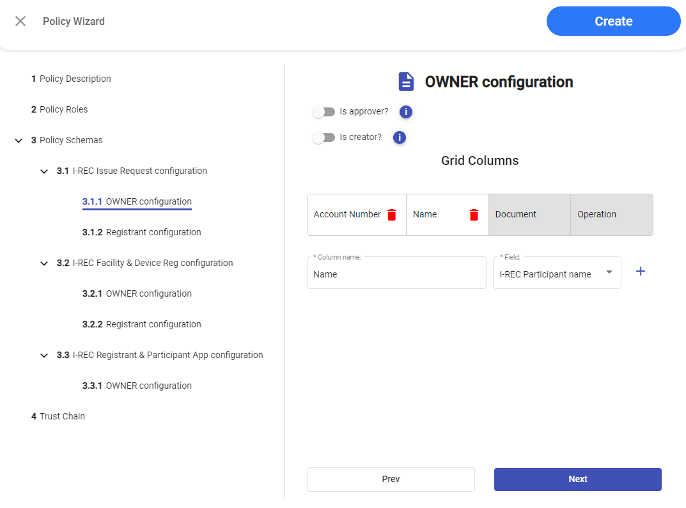 Policy Wizard
Create
1 Policy Description
2 Policy Roles
3 Policy Schemas
3.1 I-REC Issue Request configuration
3.1.1 OWNER configuration
3.1.2 Registrant configuration
3.2 I-REC Facility & Device Reg configuration
3.2.1 OWNER configuration
3.2.2 Registrant configuration
3.3 I-REC Registrant & Participant App configuration
3.3.1 OWNER configuration
4 Trust Chain
OWNER configuration
Is approver? i
Is creator? i
Grid Columns
Account Number Name Document Operation
* Column name: * Field:
Name I-REC Participant name
Prev Next